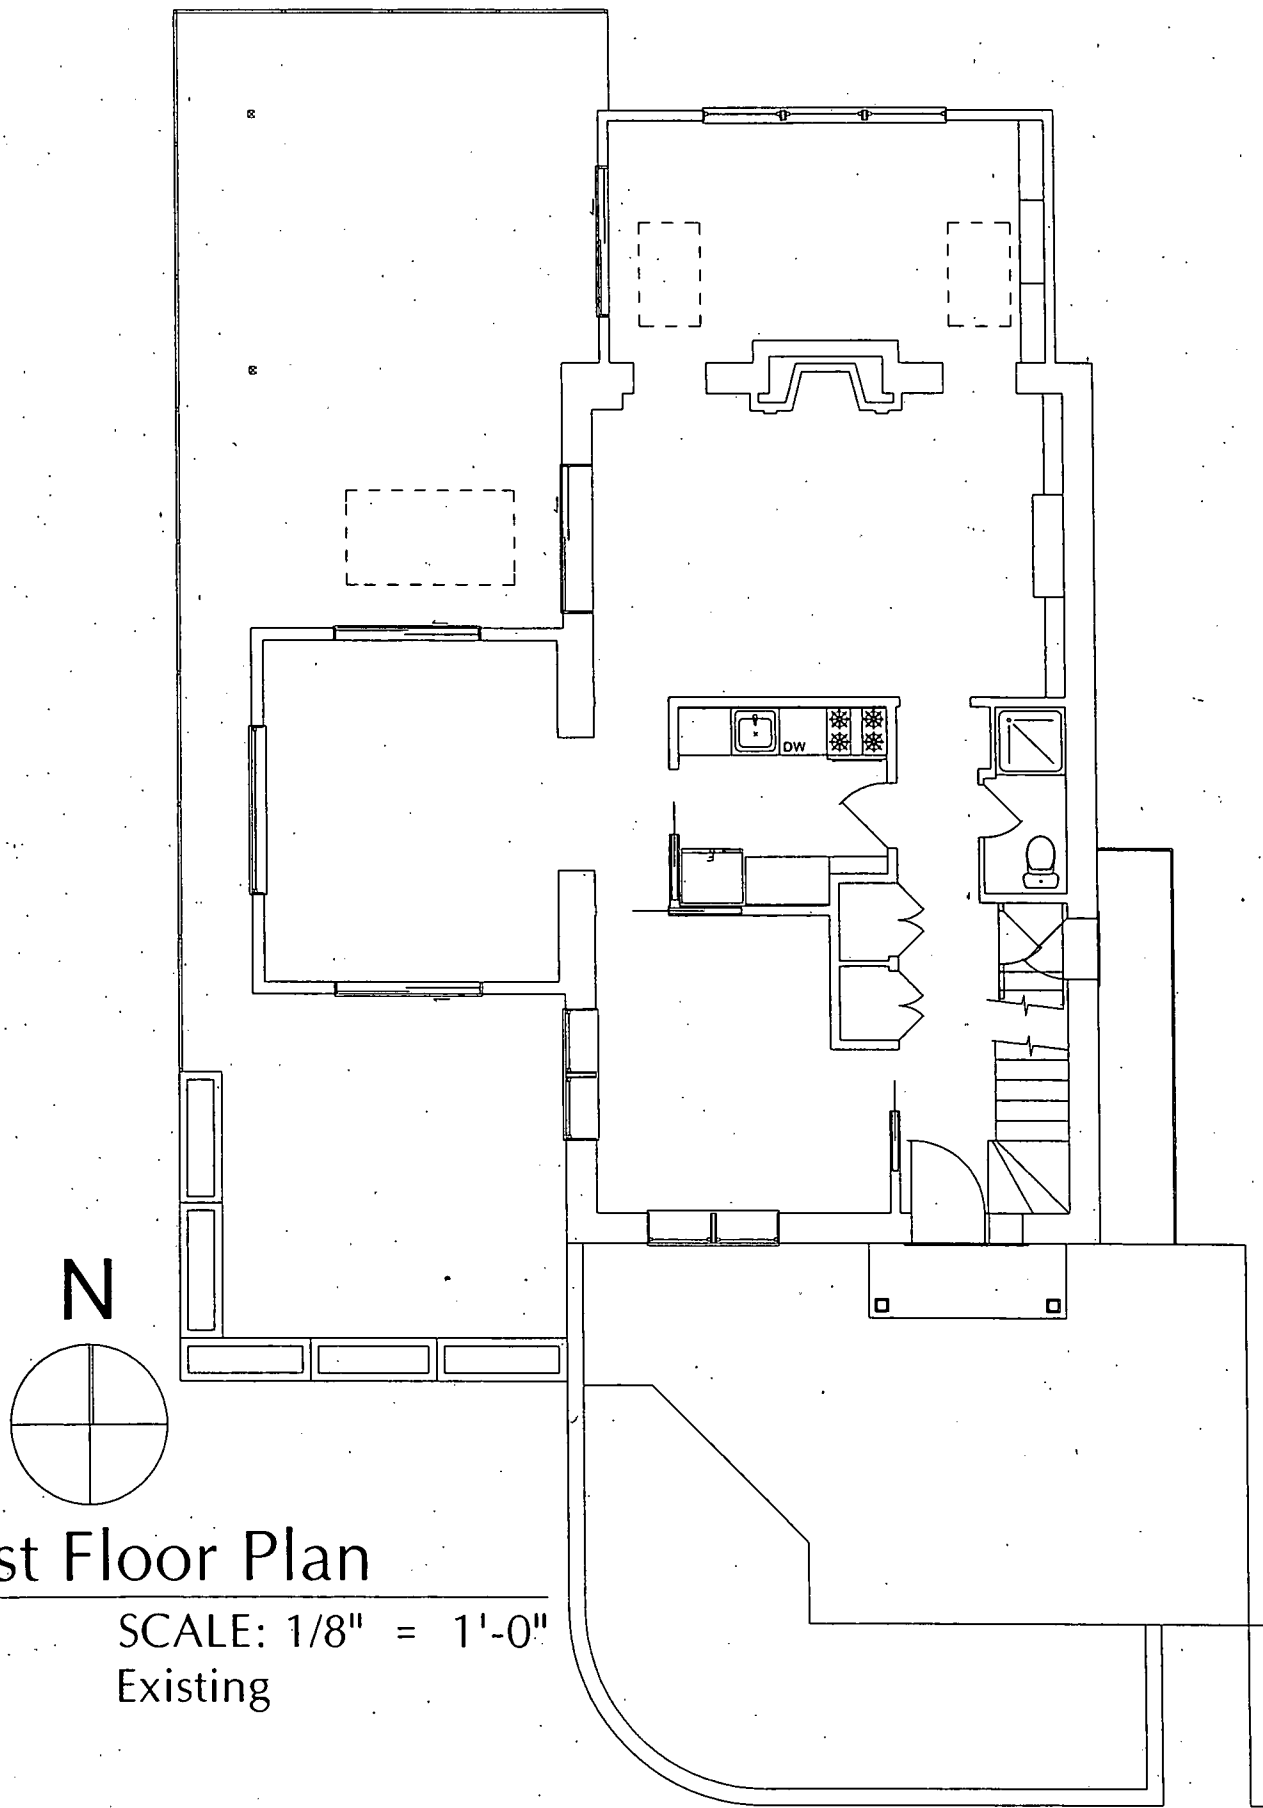 DW
N
st Floor Plan
SCALE: 1/8" = 1'-0"
Existing